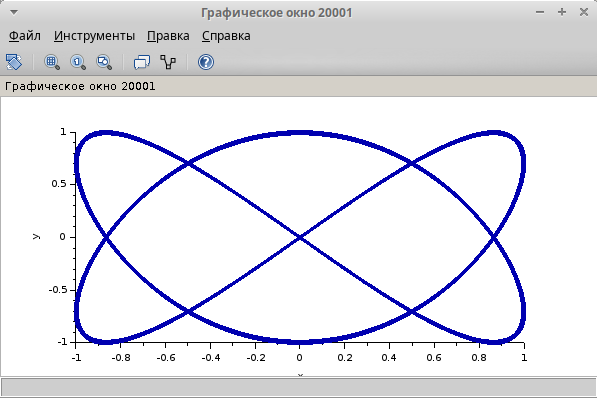 Графическое окно 20001
Файл Инструменты Правка Справка
Графическое окно 20001
1
0.5
0
-0.5
-1
y
-1 -0.8 -0.6 -0.4 -0.2 0 0.2 0.4 0.6 0.8 1